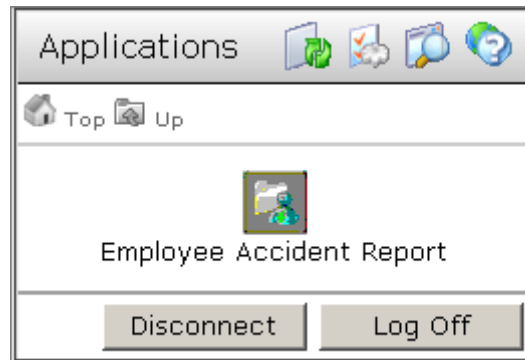 Applications
Top Up
Employee Accident Report
Disconnect Log Off